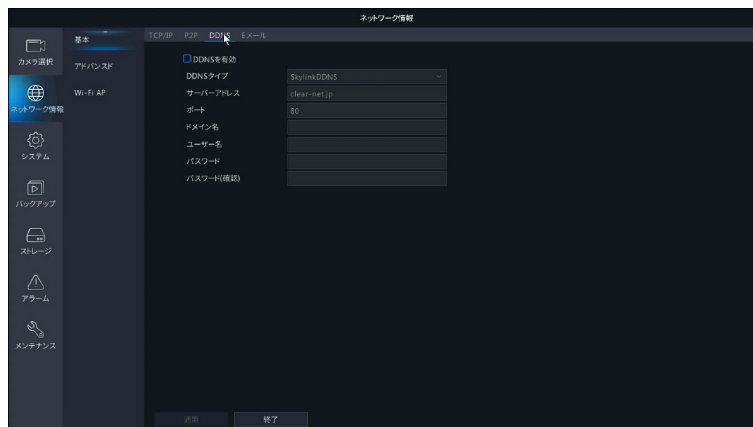 ネットワーク情報
カメラ選択
ネットワーク情報
システム
バックアップ
ストレージ
アラーム
メンテナンス
基本
アドバンスド
Wi-Fi AP
TCP/IP P2P DDNS Eメール
DDNSを有効
DDNSタイプ SkylinkDDNS
サーバーアドレス clear-net.jp
ポート 80
ドメイン名
ユーザー名
パスワード
パスワード(確認)
適用 終了